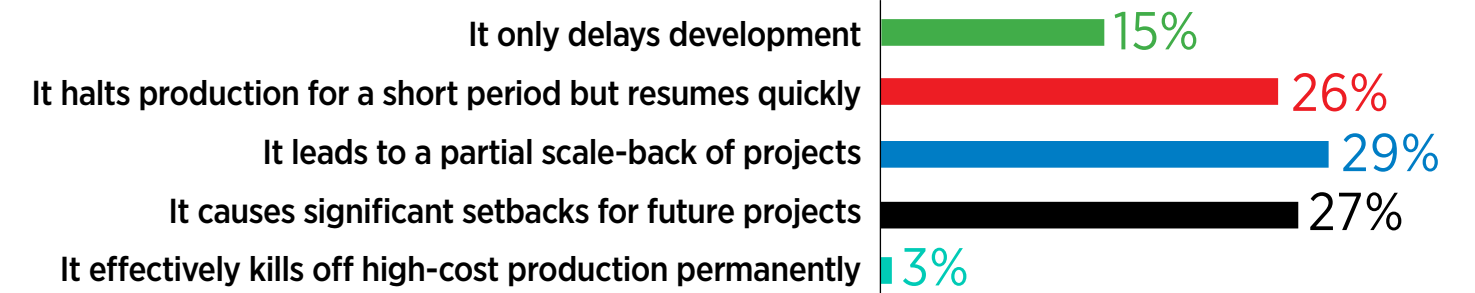 It only delays development 15%
It halts production for a short period but resumes quickly 26%
It leads to a partial scale-back of projects 29%
It causes significant setbacks for future projects 27%
It effectively kills off high-cost production permanently 3%